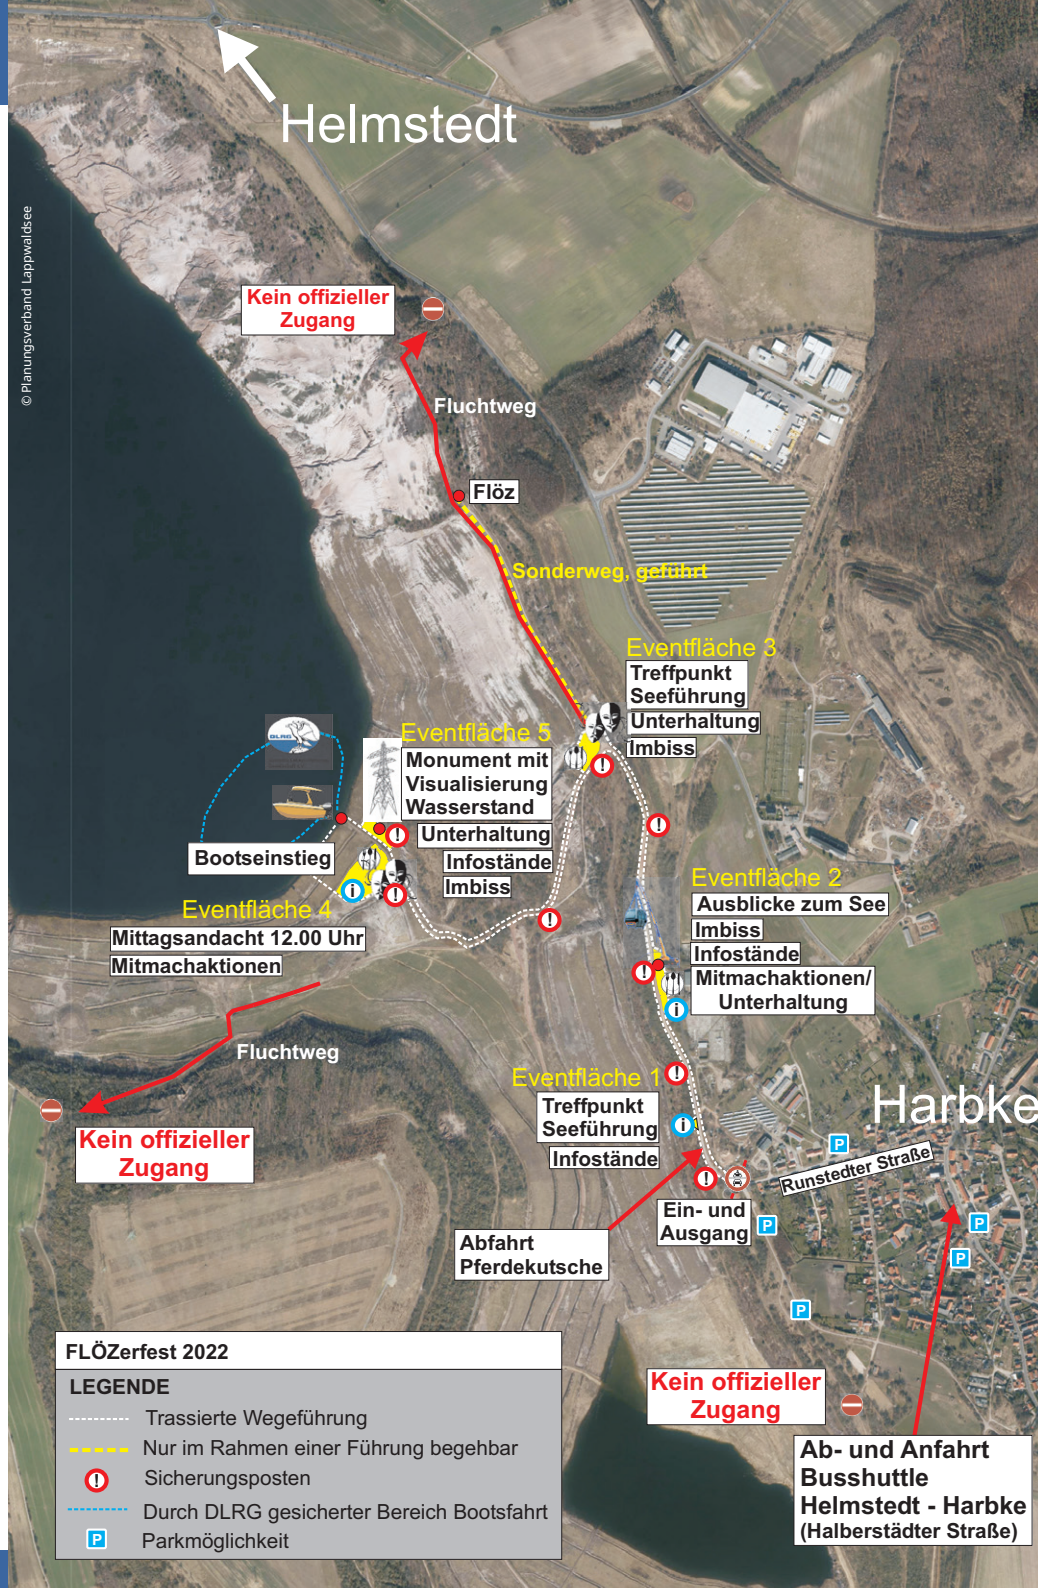 Helmstedt
© Planungsverband Lappwaldsee
Kein offizieller
Zugang
Fluchtweg
Flöz
Sonderweg, geführt
Eventfläche 3
Treffpunkt
Seeführung
Unterhaltung
Imbiss
DLRG
Eventfläche 5
Monument mit
Visualisierung
Wasserstand
Unterhaltung
Infostände
Imbiss
Bootseinstieg
Eventfläche 4
Mittagsandacht 12.00 Uhr
Mitmachaktionen
Eventfläche 2
Ausblicke zum See
Imbiss
Infostände
Mitmachaktionen/
Unterhaltung
Fluchtweg
Kein offizieller
Zugang
Eventfläche 1
Treffpunkt
Seeführung
Infostände
Harbke
Runstedter Straße
Ein- und
Ausgang
Abfahrt
Pferdekutsche
P
P
P
P
P
Kein offizieller
Zugang
Ab- und Anfahrt
Busshuttle
Helmstedt - Harbke
(Halberstädter Straße)
FLÖZerfest 2022
LEGENDE
Trassierte Wegeführung
Nur im Rahmen einer Führung begehbar
! Sicherungsposten
Durch DLRG gesicherter Bereich Bootsfahrt
P Parkmöglichkeit